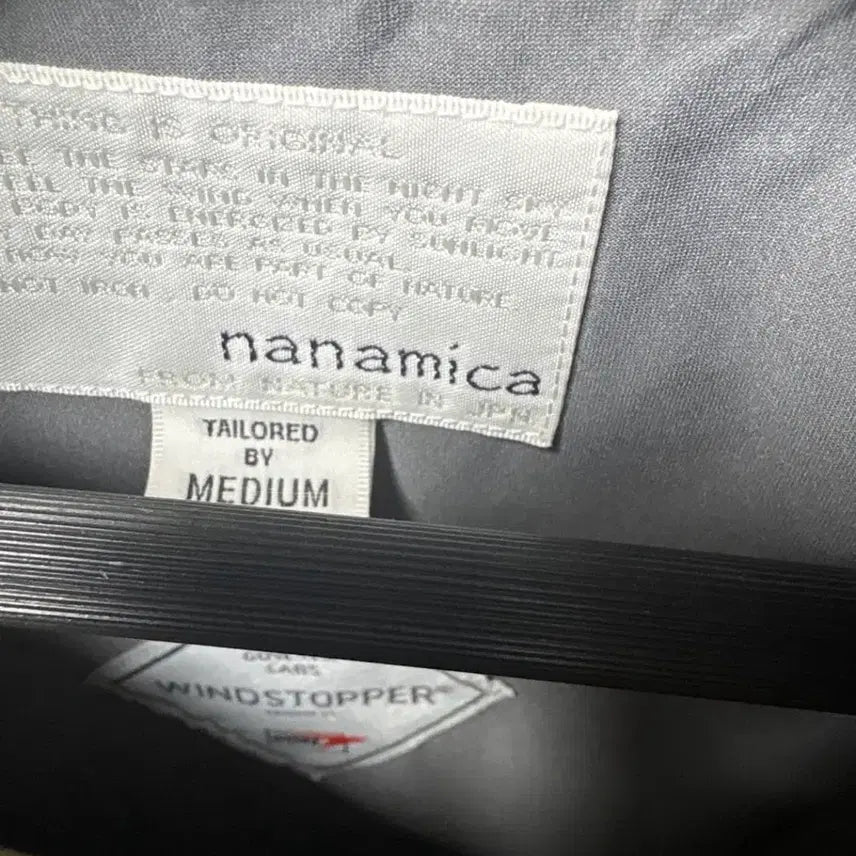 THING IS ORIGINAL
THE STARS IN THE NIGHT SKY.
THE WIND WHEN YOU
BODY IS ENERGIZED BY SUNLIGHT.
DAY PASSES AS USUAL.
YOU ARE PART OF NATURE
NOT IRON, DO NOT COPY
nanamica
FROM NATURE IN JPN
TAILORED
BY
MEDIUM
LABS
WINDSTOPPER®